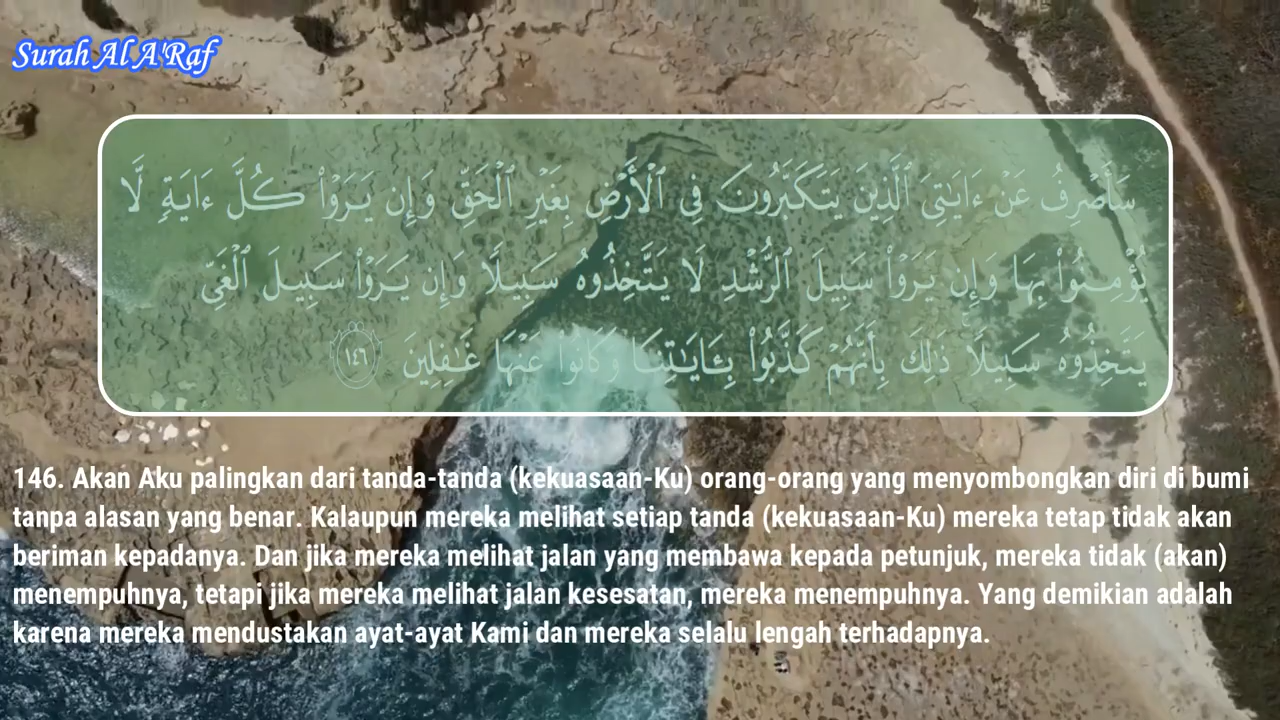 Surah Al A'Raf
سَأَصْرِفُ عَنْ ءَايَـٰتِىَ ٱلَّذِينَ يَتَكَبَّرُونَ فِى ٱلْأَرْضِ بِغَيْرِ ٱلْحَقِّ وَإِن يَرَوْا۟ كُلَّ ءَايَةٍۢ لَّا
يُؤْمِنُوا۟ بِهَا وَإِن يَرَوْا۟ سَبِيلَ ٱلرُّشْدِ لَا يَتَّخِذُوهُ سَبِيلًا وَإِن يَرَوْا۟ سَبِيلَ ٱلْغَىِّ
يَتَّخِذُوهُ سَبِيلًا ذَٰلِكَ بِأَنَّهُمْ كَذَّبُوا۟ بِـَٔايَـٰتِنَا وَكَانُوا۟ عَنْهَا غَـٰفِلِينَ ١٤٦
146. Akan Aku palingkan dari tanda-tanda (kekuasaan-Ku) orang-orang yang menyombongkan diri di bumi
tanpa alasan yang benar. Kalaupun mereka melihat setiap tanda (kekuasaan-Ku) mereka tetap tidak akan
beriman kepadanya. Dan jika mereka melihat jalan yang membawa kepada petunjuk, mereka tidak (akan)
menempuhnya, tetapi jika mereka melihat jalan kesesatan, mereka menempuhnya. Yang demikian adalah
karena mereka mendustakan ayat-ayat Kami dan mereka selalu lengah terhadapnya.